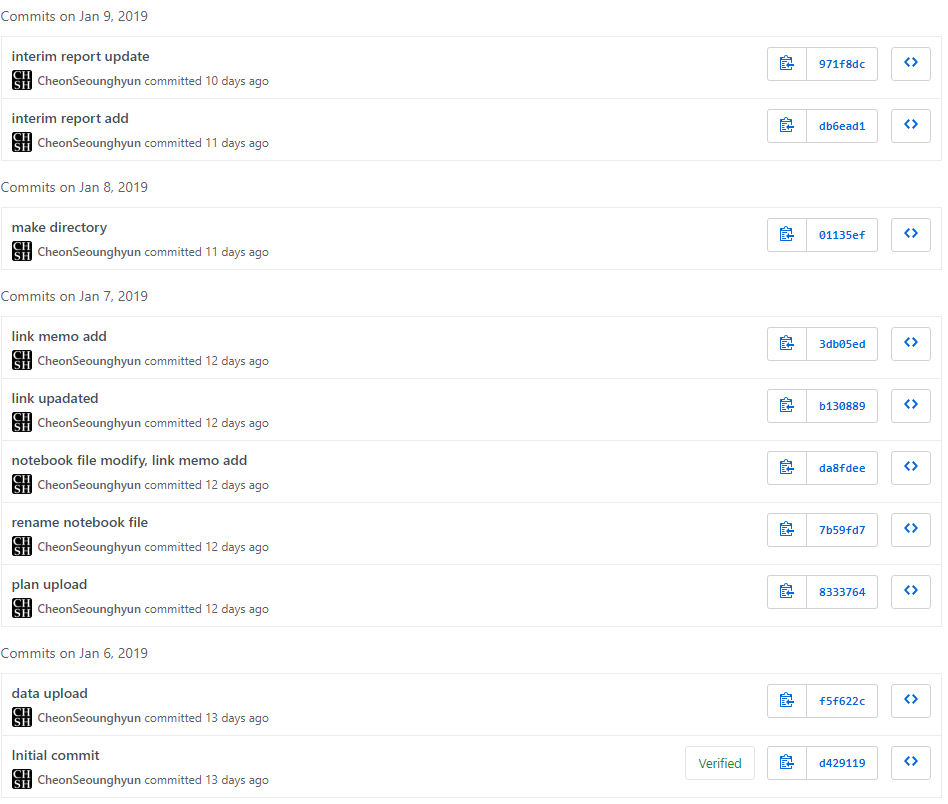 Commits on Jan 9, 2019
interim report update
CH
SH
CheonSeounghyun committed 10 days ago
971f8dc
interim report add
CH
SH
CheonSeounghyun committed 11 days ago
db6ead1
Commits on Jan 8, 2019
make directory
CH
SH
CheonSeounghyun committed 11 days ago
01135ef
Commits on Jan 7, 2019
link memo add
CH
SH
CheonSeounghyun committed 12 days ago
3db05ed
link upadated
CH
SH
CheonSeounghyun committed 12 days ago
b130889
notebook file modify, link memo add
CH
SH
CheonSeounghyun committed 12 days ago
da8fdee
rename notebook file
CH
SH
CheonSeounghyun committed 12 days ago
7b59fd7
plan upload
CH
SH
CheonSeounghyun committed 12 days ago
8333764
Commits on Jan 6, 2019
data upload
CH
SH
CheonSeounghyun committed 13 days ago
f5f622c
Initial commit
CH
SH
CheonSeounghyun committed 13 days ago
Verified
d429119